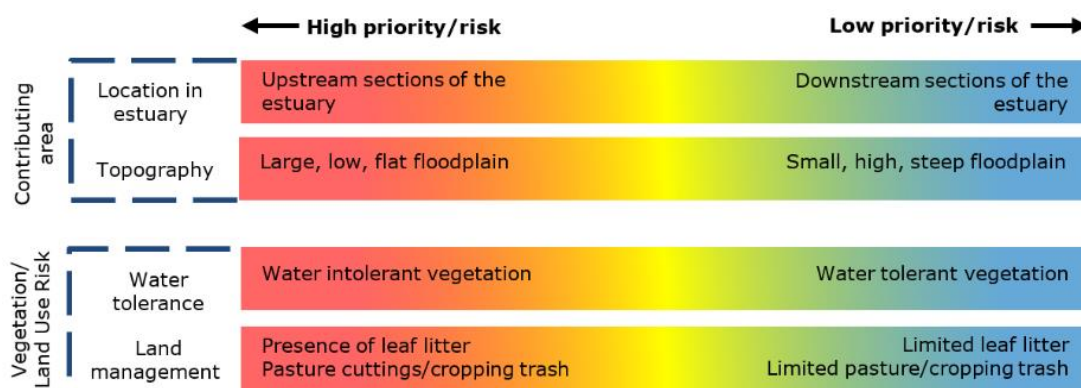 High priority/risk
Low priority/risk
Contributing
area
Location in
estuary
Upstream sections of the
estuary
Downstream sections of the
estuary
Topography
Large, low, flat floodplain
Small, high, steep floodplain
Vegetation/
Land Use Risk
Water
tolerance
Water intolerant vegetation
Water tolerant vegetation
Land
management
Presence of leaf litter
Pasture cuttings/cropping trash
Limited leaf litter
Limited pasture/cropping trash